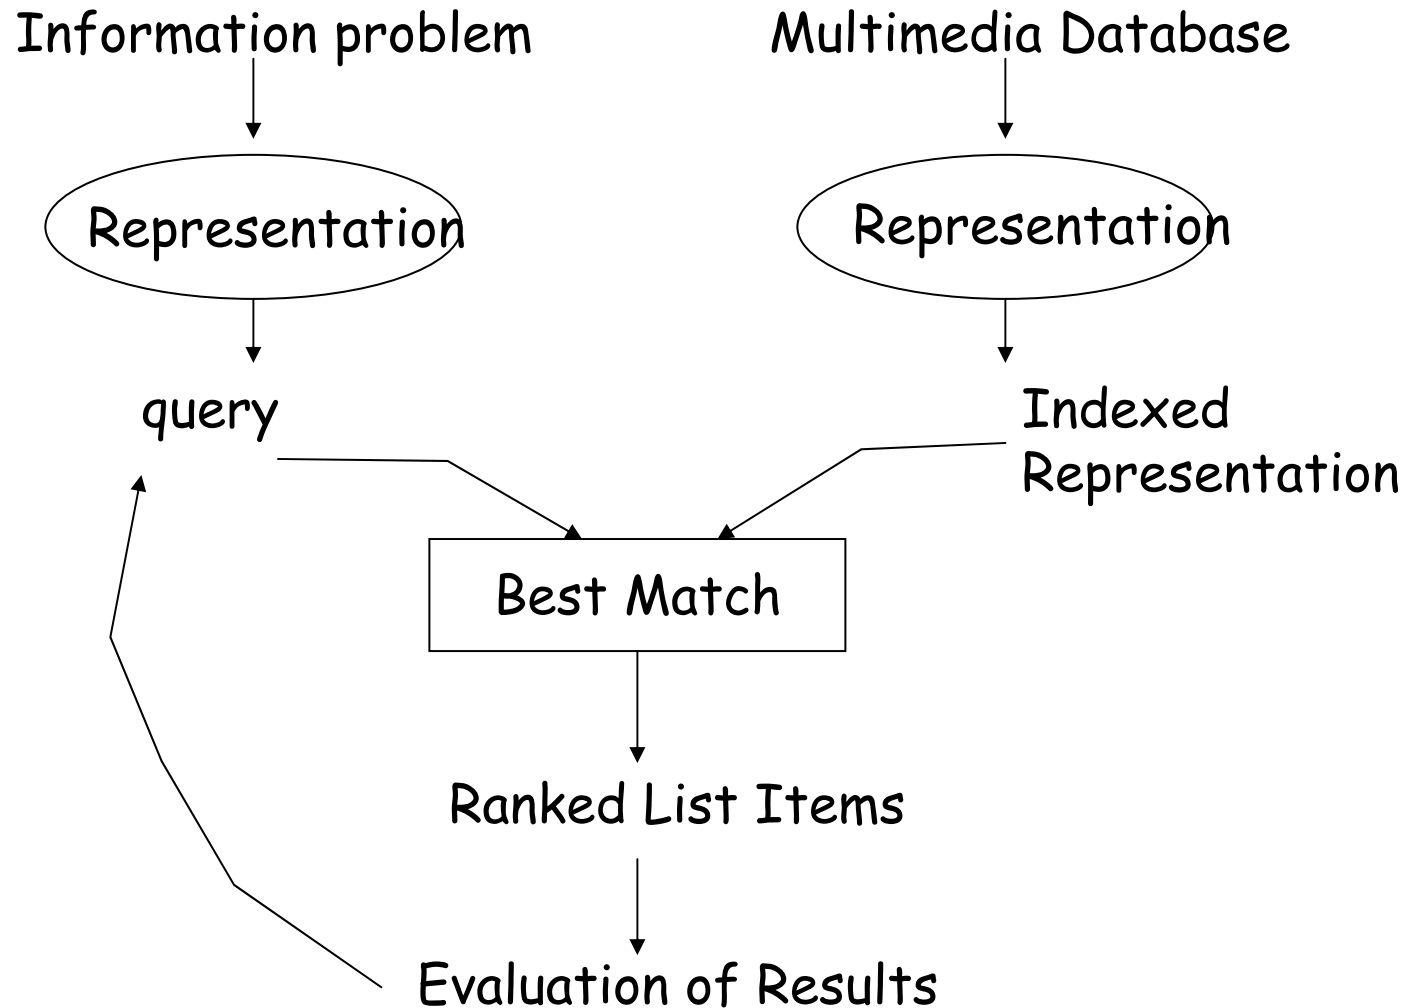 Information problem
Multimedia Database
Representation
Representation
query
Indexed
Representation
Best Match
Ranked List Items
Evaluation of Results